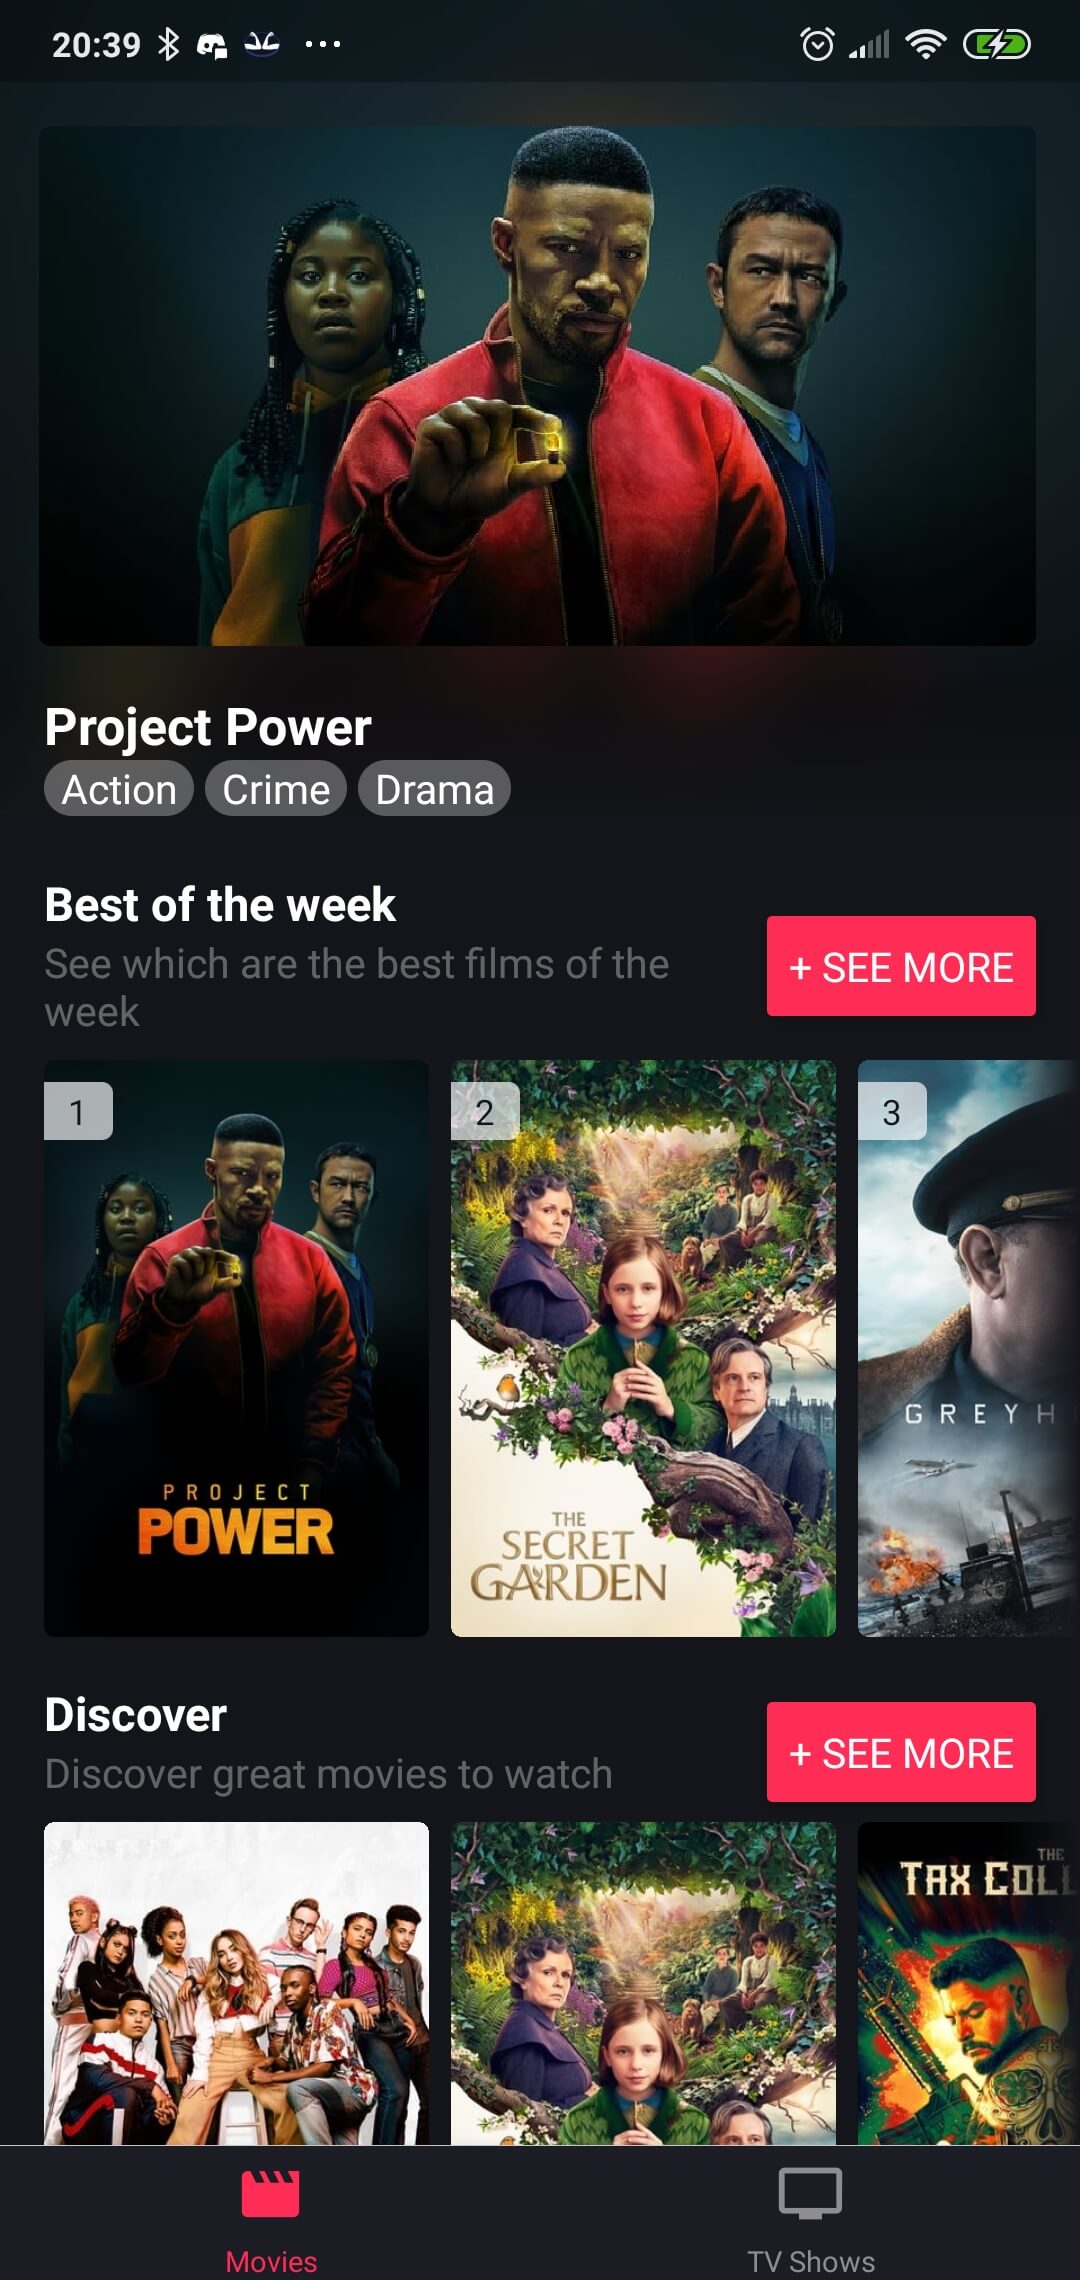 20:39
Project Power
Action Crime Drama
Best of the week
See which are the best films of the
week
+ SEE MORE
1
2
3
PROJECT
POWER
THE
SECRET
GARDEN
GREYH
Discover
Discover great movies to watch
+ SEE MORE
THE
TAX COLL
Movies
TV Shows